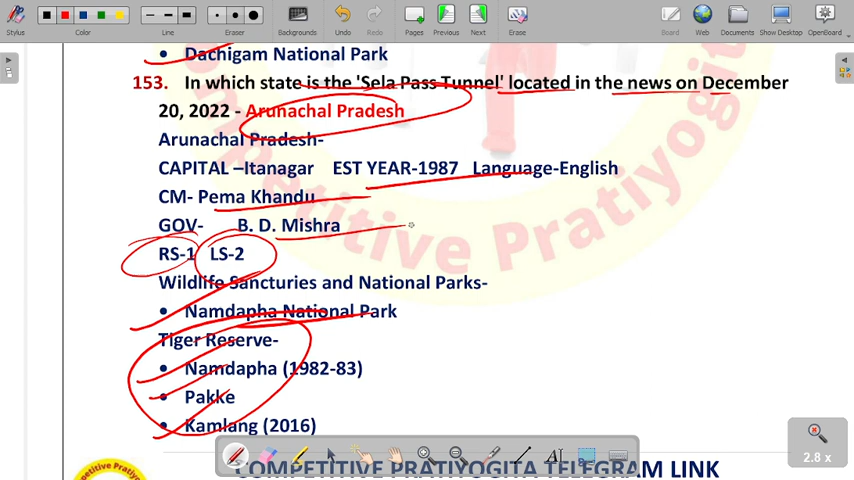 Stylus
Color
Line
Eraser
Backgrounds
Undo
Redo
Pages
Previous
Next
Erase
Board
Web
Documents
Show Desktop
OpenBoard
• Dachigam National Park
153. In which state is the 'Sela Pass Tunnel' located in the news on December
20, 2022 - Arunachal Pradesh
Arunachal Pradesh-
CAPITAL –Itanagar EST YEAR-1987 Language-English
CM- Pema Khandu
GOV- B. D. Mishra
RS-1 LS-2
Wildlife Sancturies and National Parks-
• Namdapha National Park
Tiger Reserve-
• Namdapha (1982-83)
• Pakke
• Kamlang (2016)
2.8 x
COMPETITIVE PRATIYOGITA TELEGRAM LINK